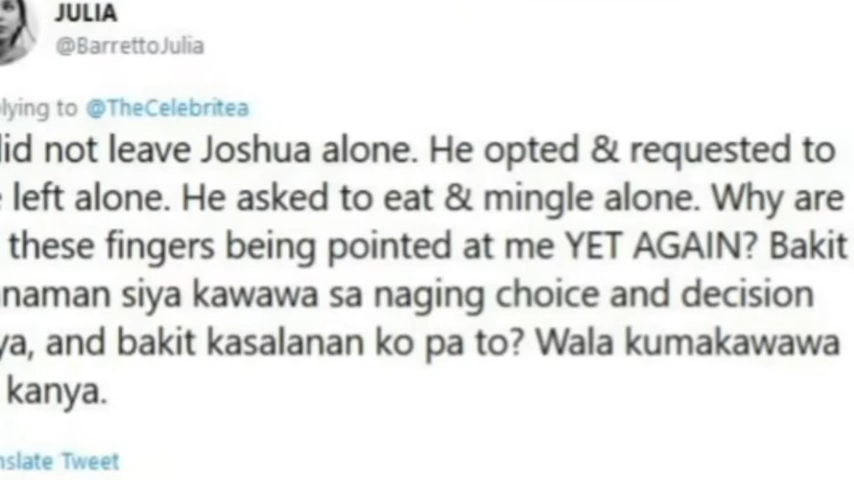 JULIA
@BarrettoJulia
lying to @TheCelebritea
did not leave Joshua alone. He opted & requested to
left alone. He asked to eat & mingle alone. Why are
these fingers being pointed at me YET AGAIN? Bakit
naman siya kawawa sa naging choice and decision
ya, and bakit kasalanan ko pa to? Wala kumakawawa
kanya.
nslate Tweet